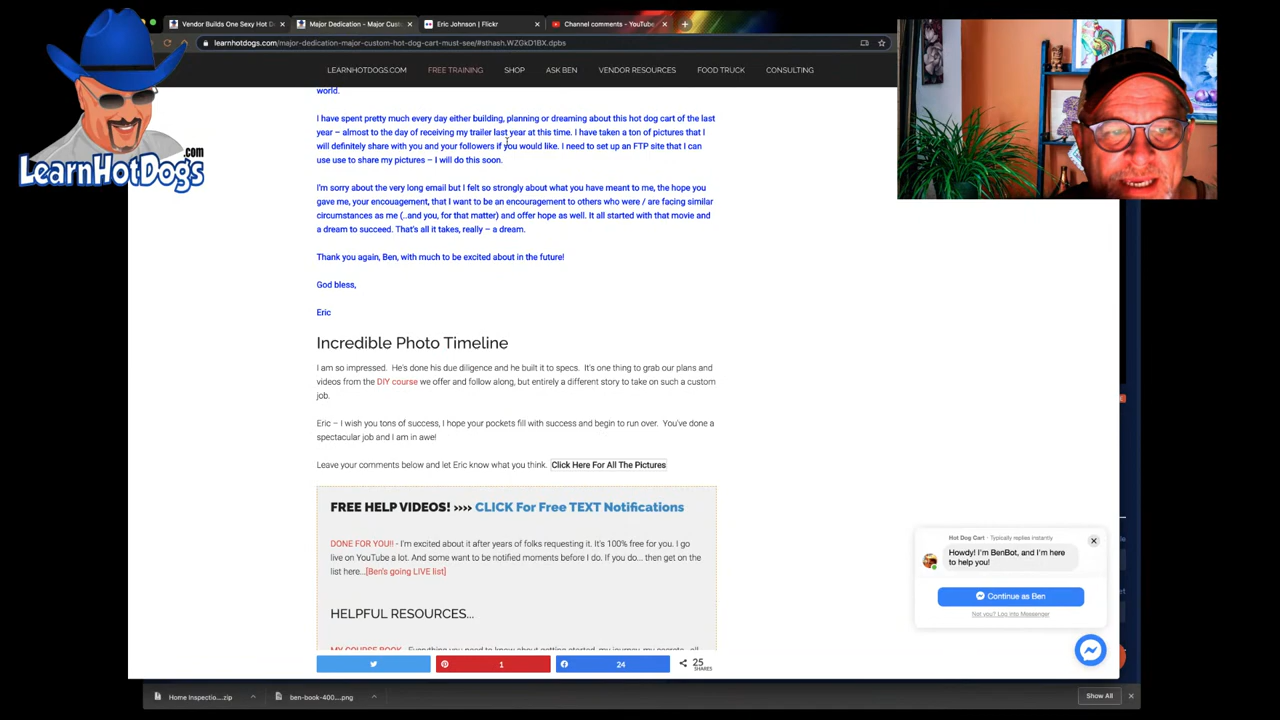 Vendor Builds One Sexy Hot D
Major Dedication - Major Cust
Eric Johnson | Flickr
Channel comments - YouTube
learnhotdogs.com/major-dedication-major-custom-hot-dog-cart-must-see/#sthash.WZGkD1BX.dpbs
LEARNHOTDOGS.COM FREE TRAINING SHOP ASK BEN VENDOR RESOURCES FOOD TRUCK CONSULTING
LearnHotDogs.com
world.
I have spent pretty much every day either building, planning or dreaming about this hot dog cart of the last
year – almost to the day of receiving my trailer last year at this time. I have taken a ton of pictures that I
will definitely share with you and your followers if you would like. I need to set up an FTP site that I can
use use to share my pictures – I will do this soon.
I'm sorry about the very long email but I felt so strongly about what you have meant to me, the hope you
gave me, your encouagement, that I want to be an encouragement to others who were / are facing similar
circumstances as me (..and you, for that matter) and offer hope as well. It all started with that movie and
a dream to succeed. That's all it takes, really – a dream.
Thank you again, Ben, with much to be excited about in the future!
God bless,
Eric
Incredible Photo Timeline
I am so impressed. He's done his due diligence and he built it to specs. It's one thing to grab our plans and
videos from the DIY course we offer and follow along, but entirely a different story to take on such a custom
job.
Eric – I wish you tons of success, I hope your pockets fill with success and begin to run over. You've done a
spectacular job and I am in awe!
Leave your comments below and let Eric know what you think. Click Here For All The Pictures
FREE HELP VIDEOS! »»» CLICK For Free TEXT Notifications
DONE FOR YOU!! - I'm excited about it after years of folks requesting it. It's 100% free for you. I go
live on YouTube a lot. And some want to be notified moments before I do. If you do... then get on the
list here...[Ben's going LIVE list]
HELPFUL RESOURCES...
Hot Dog Cart - Typically replies instantly
Howdy! I'm BenBot, and I'm here
to help you!
Continue as Ben
Not you? Log into Messenger
1
24
25
SHARES
Home Inspection...zip
ben-book-400....png
Show All